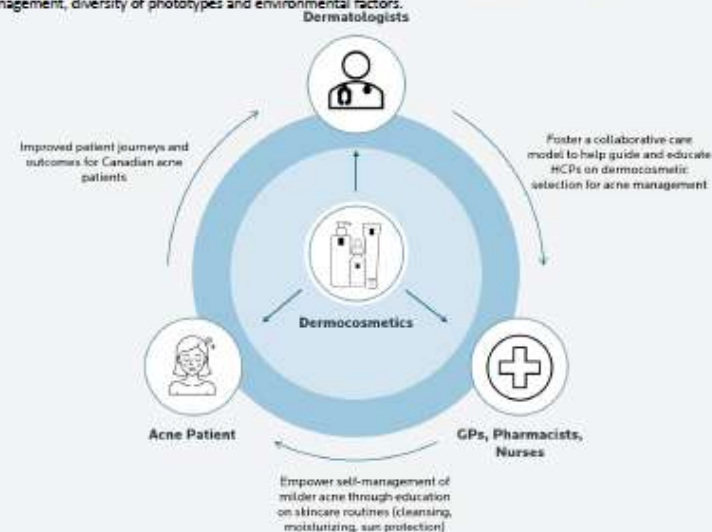 nagement, diversity of phototypes and environmental factors.
Dermatologists
Improved patient journeys and
outcomes for Canadian acne
patients
Foster a collaborative care
model to help guide and educate
HCPs on dermocosmetic
selection for acne management
Dermocosmetics
Acne Patient
GPs, Pharmacists,
Nurses
Empower self-management of
milder acne through education
on skincare routines (cleansing,
moisturizing, sun protection)